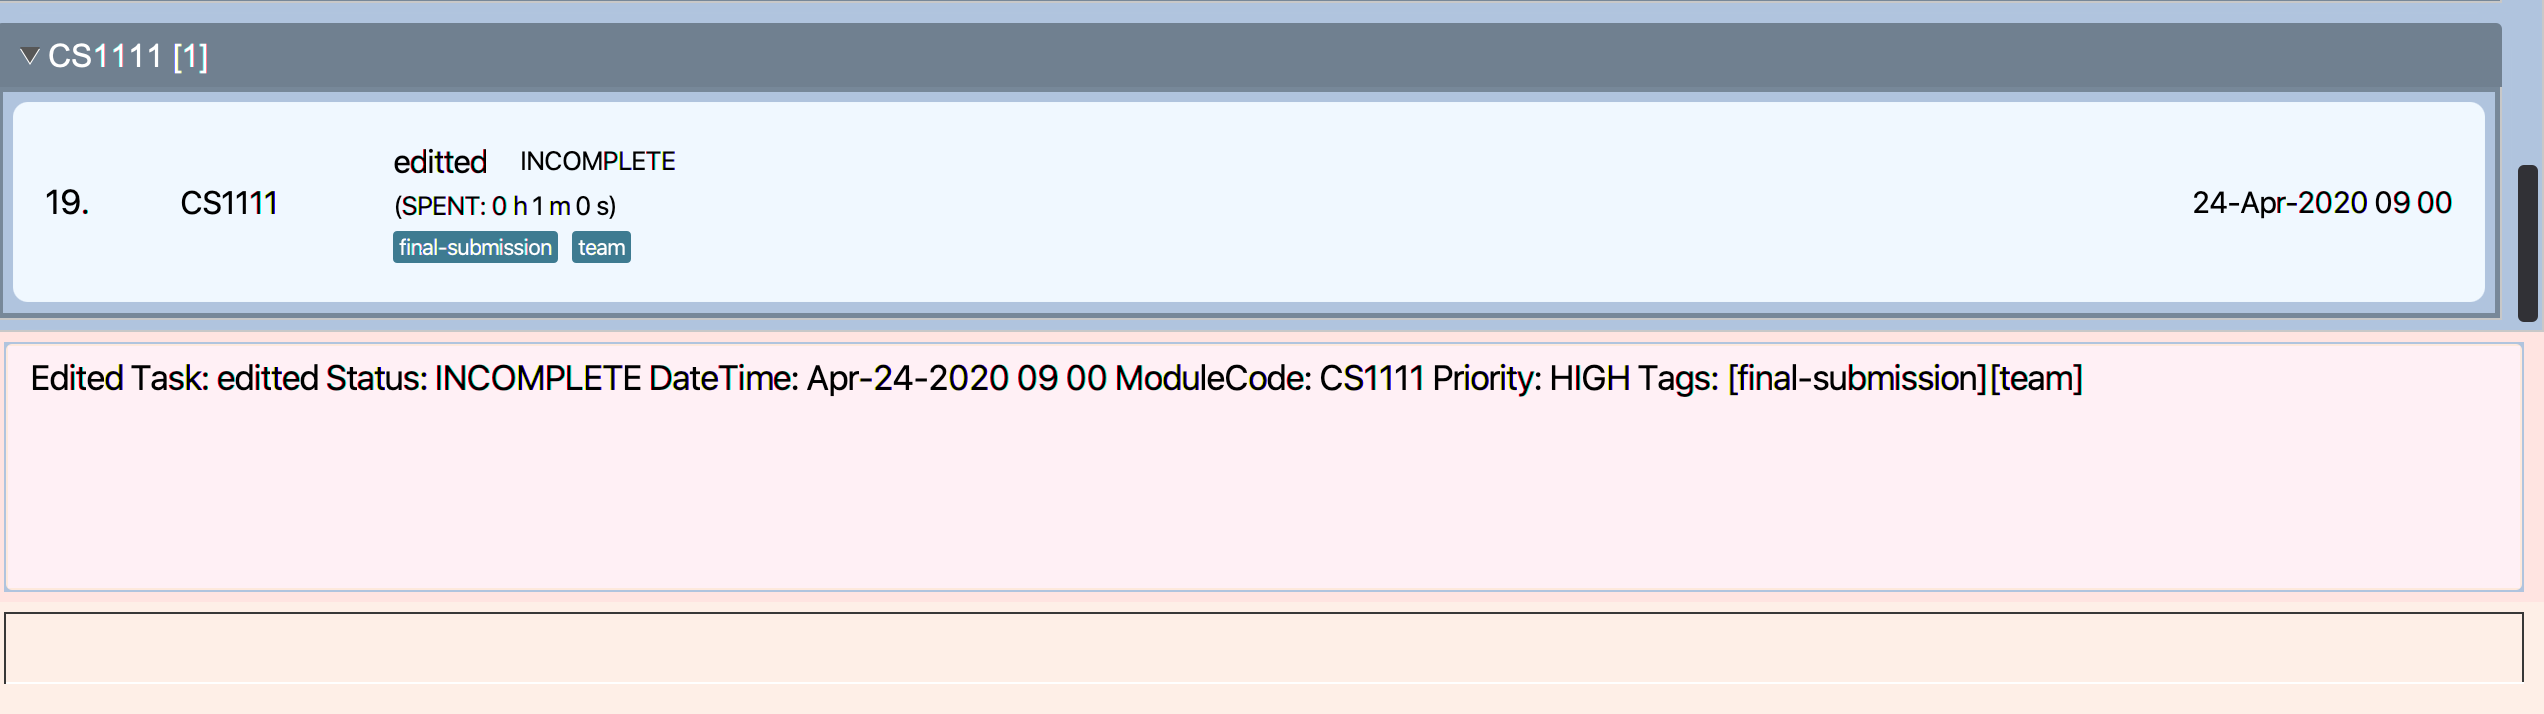 CS1111 [1]
19.
CS1111
editted INCOMPLETE
(SPENT: 0 h 1 m 0 s)
final-submission team
24-Apr-2020 09 00
Edited Task: editted Status: INCOMPLETE DateTime: Apr-24-2020 09 00 ModuleCode: CS1111 Priority: HIGH Tags: [final-submission][team]